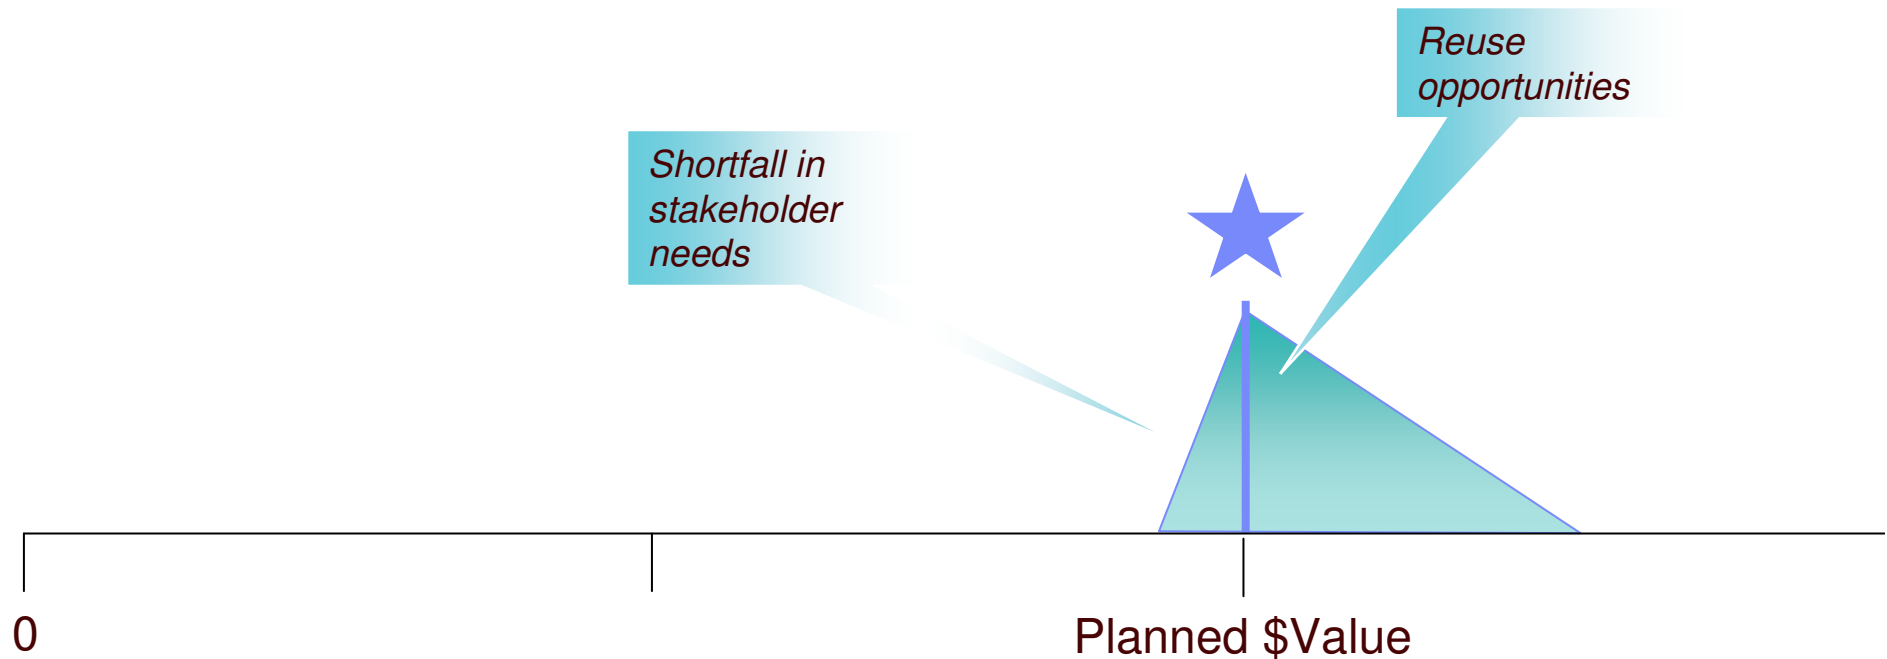 Reuse
opportunities
Shortfall in
stakeholder
needs
0
Planned $Value